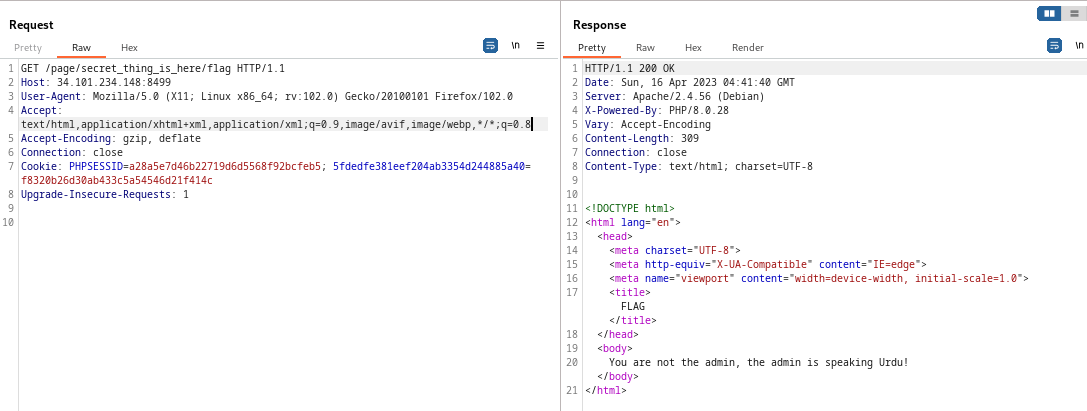 Request
Pretty Raw Hex
\n
1 GET /page/secret_thing_is_here/flag HTTP/1.1
2 Host: 34.101.234.148:8499
3 User-Agent: Mozilla/5.0 (X11; Linux x86_64; rv:102.0) Gecko/20100101 Firefox/102.0
4 Accept:
text/html,application/xhtml+xml,application/xml;q=0.9,image/avif,image/webp,*/*;q=0.8
5 Accept-Encoding: gzip, deflate
6 Connection: close
7 Cookie: PHPSESSID=a28a5e7d46b22719d6d5568f92bcfeb5; 5fdedfe381eef204ab3354d244885a40=
f8320b26d30ab433c5a54546d21f414c
8 Upgrade-Insecure-Requests: 1
9
10
Response
Pretty Raw Hex Render
\n
1 HTTP/1.1 200 OK
2 Date: Sun, 16 Apr 2023 04:41:40 GMT
3 Server: Apache/2.4.56 (Debian)
4 X-Powered-By: PHP/8.0.28
5 Vary: Accept-Encoding
6 Content-Length: 309
7 Connection: close
8 Content-Type: text/html; charset=UTF-8
9
10
11 <!DOCTYPE html>
12 <html lang="en">
13 <head>
14 <meta charset="UTF-8">
15 <meta http-equiv="X-UA-Compatible" content="IE=edge">
16 <meta name="viewport" content="width=device-width, initial-scale=1.0">
17 <title>
FLAG
</title>
18 </head>
19 <body>
20 You are not the admin, the admin is speaking Urdu!
</body>
21 </html>